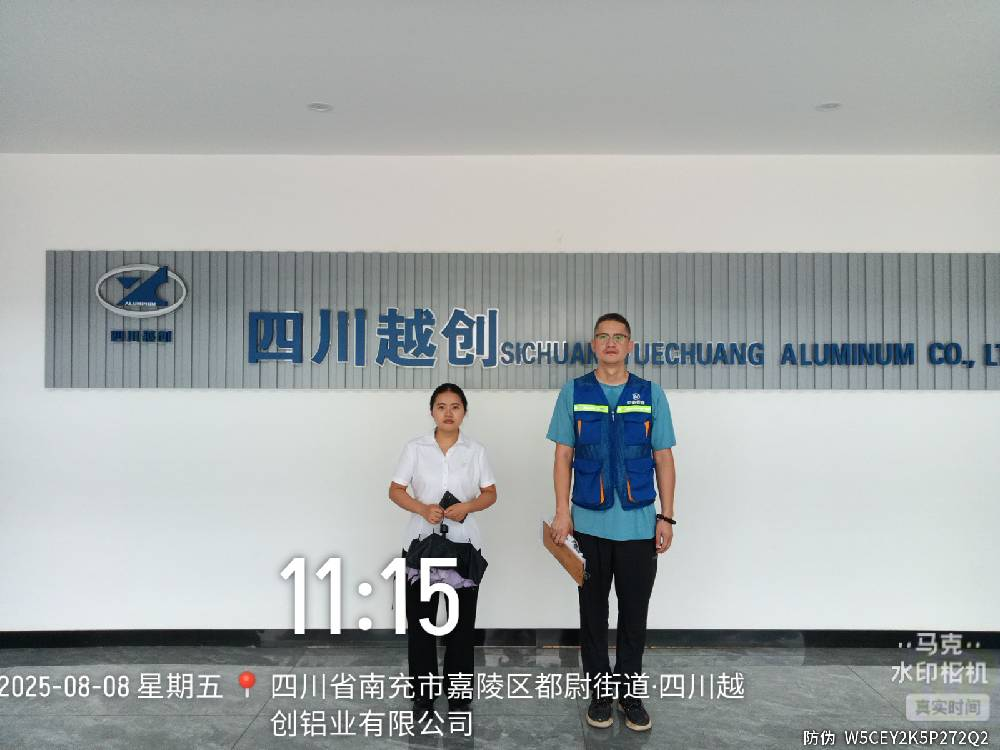 ALUMINUM
四川越创
四川越创
SICHUAN YUECHUANG ALUMINUM CO., LT
11:15
2025-08-08 星期五
四川省南充市嘉陵区都尉街道·四川越
创铝业有限公司
马克
水印相机
真实时间
防伪 W5CEY2K5P272Q2